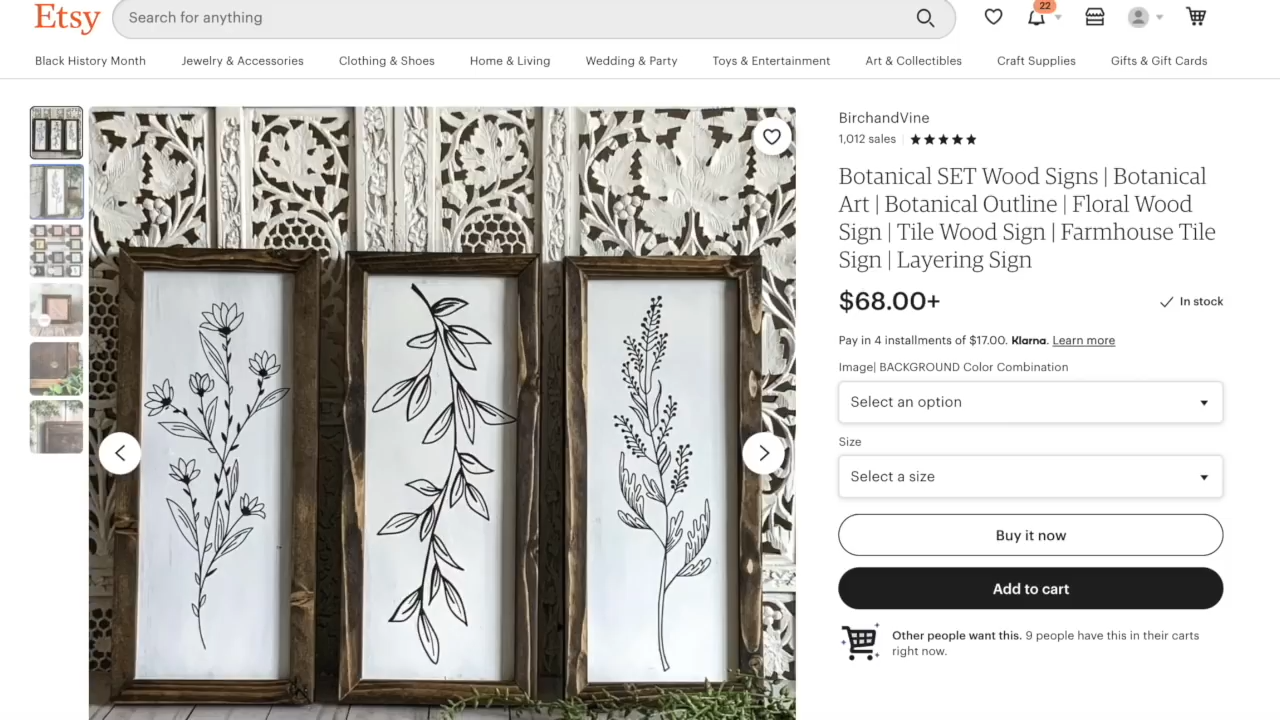 Etsy
Search for anything
22
Black History Month
Jewelry & Accessories
Clothing & Shoes
Home & Living
Wedding & Party
Toys & Entertainment
Art & Collectibles
Craft Supplies
Gifts & Gift Cards
BirchandVine
1,012 sales
Botanical SET Wood Signs | Botanical
Art | Botanical Outline | Floral Wood
Sign | Tile Wood Sign | Farmhouse Tile
Sign | Layering Sign
$68.00+
In stock
Pay in 4 installments of $17.00. Klarna. Learn more
Image| BACKGROUND Color Combination
Select an option
Size
Select a size
Buy it now
Add to cart
Other people want this. 9 people have this in their carts
right now.